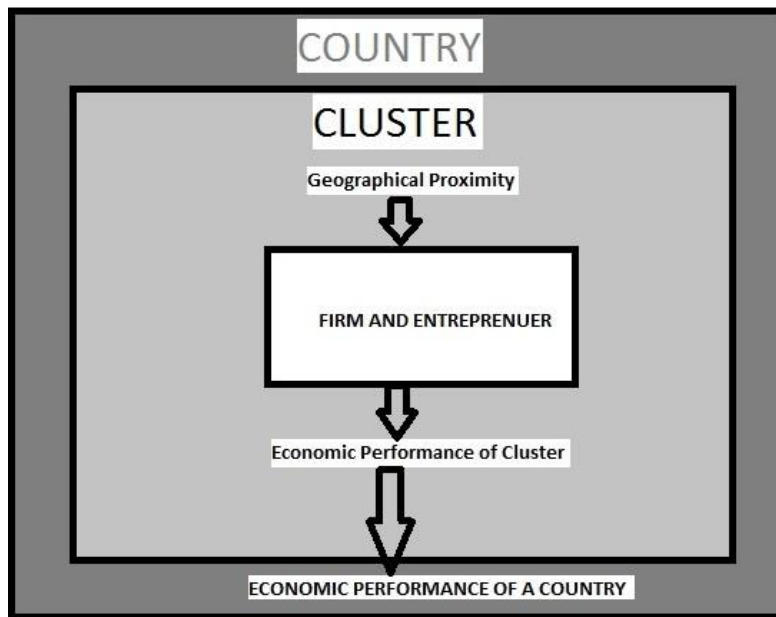 COUNTRY
CLUSTER
Geographical Proximity
FIRM AND ENTREPRENUER
Economic Performance of Cluster
ECONOMIC PERFORMANCE OF A COUNTRY